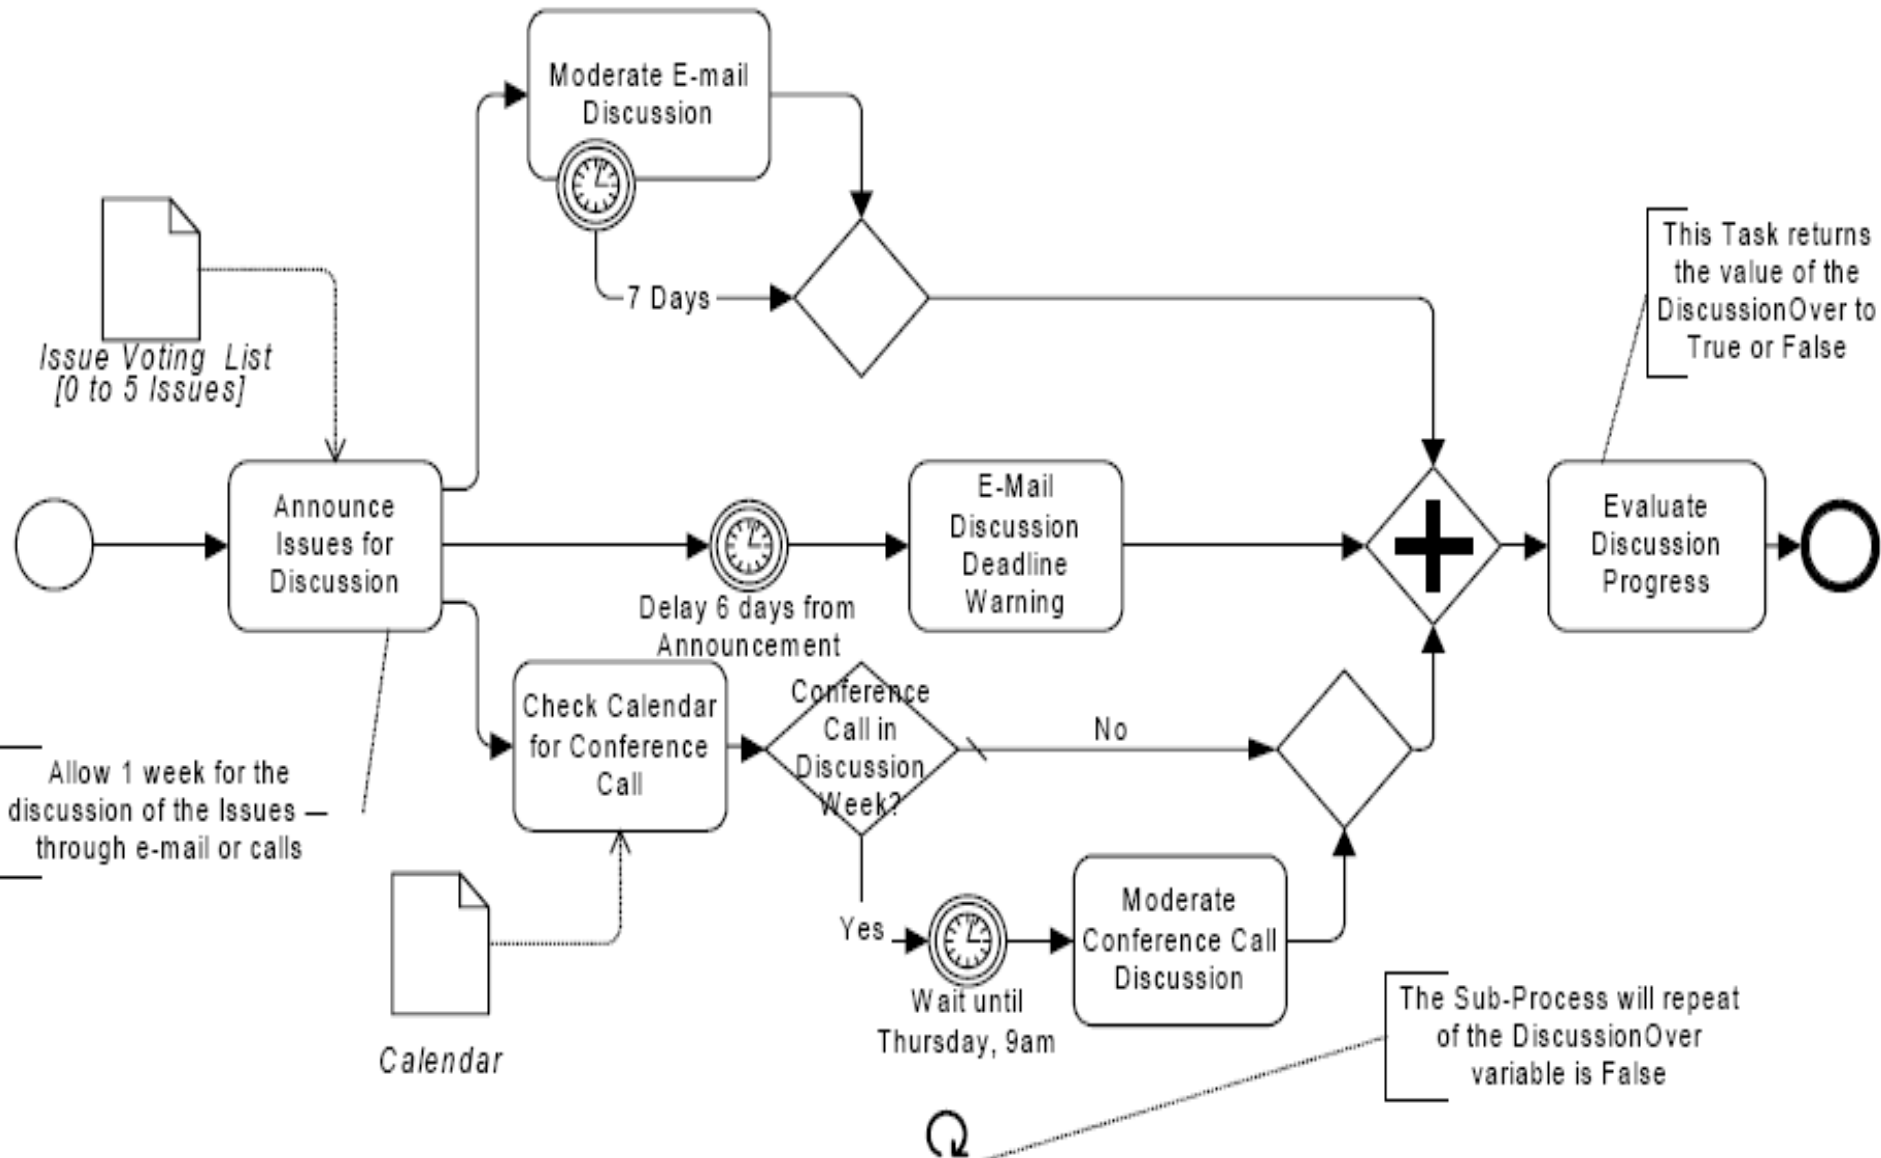 Moderate E-mail
Discussion
7 Days
Issue Voting List
[0 to 5 Issues]
This Task returns
the value of the
DiscussionOver to
True or False
Announce
Issues for
Discussion
Delay 6 days from
Announcement
E-Mail
Discussion
Deadline
Warning
Evaluate
Discussion
Progress
Check Calendar
for Conference
Call
Conference
Call in
Discussion
Week?
No
Allow 1 week for the
discussion of the Issues —
through e-mail or calls
Yes
Wait until
Thursday, 9am
Moderate
Conference Call
Discussion
Calendar
The Sub-Process will repeat
of the DiscussionOver
variable is False